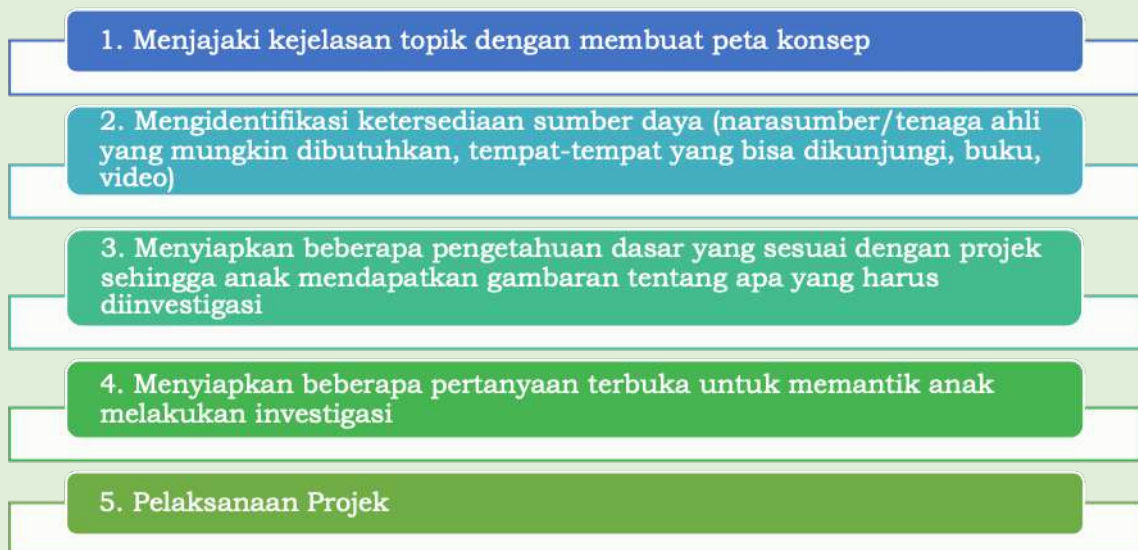 1. Menjajaki kejelasan topik dengan membuat peta konsep
2. Mengidentifikasi ketersediaan sumber daya (narasumber/tenaga ahli
yang mungkin dibutuhkan, tempat-tempat yang bisa dikunjungi, buku,
video)
3. Menyiapkan beberapa pengetahuan dasar yang sesuai dengan projek
sehingga anak mendapatkan gambaran tentang apa yang harus
diinvestigasi
4. Menyiapkan beberapa pertanyaan terbuka untuk memantik anak
melakukan investigasi
5. Pelaksanaan Projek